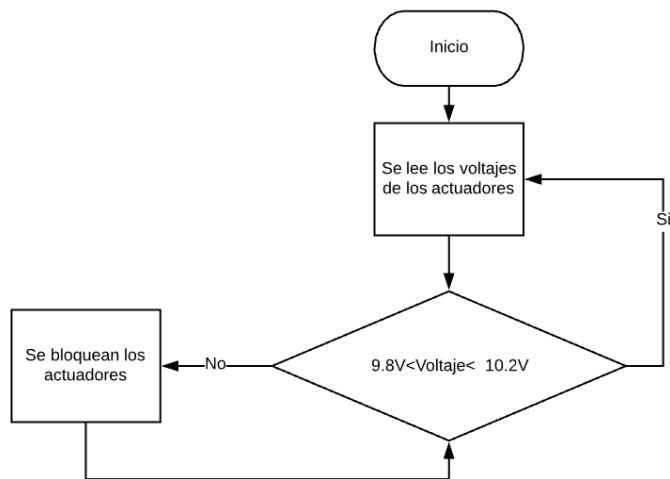 Inicio
Se lee los voltajes
de los actuadores
Si
9.8V<Voltaje< 10.2V
No
Se bloquean los
actuadores